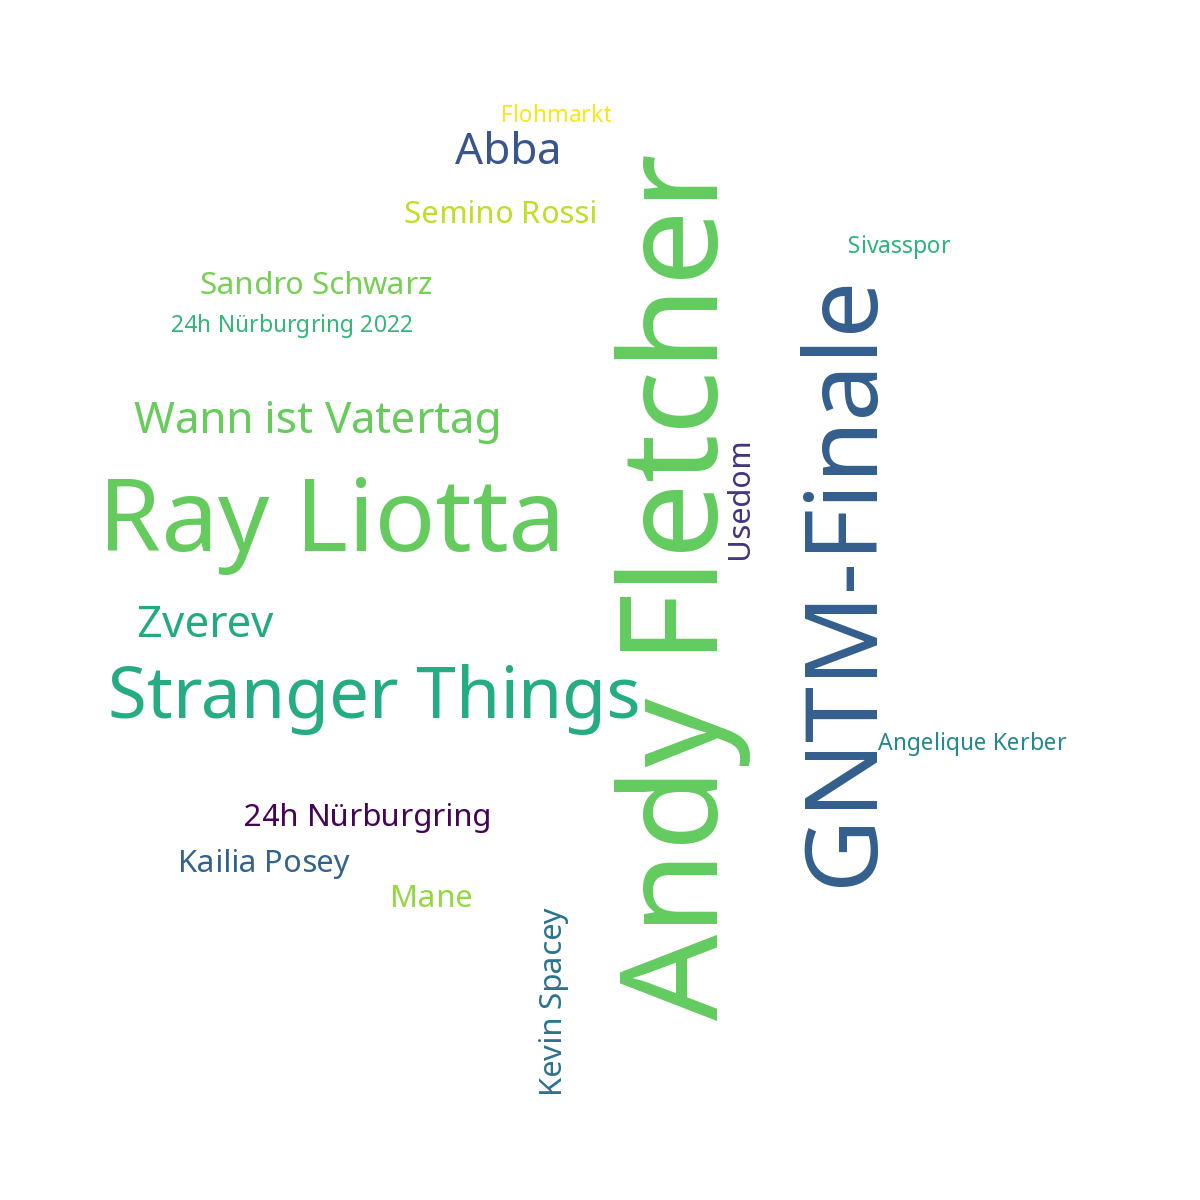 Flohmarkt
Abba
Semino Rossi
Sivasspor
Sandro Schwarz
24h Nürburgring 2022
Wann ist Vatertag
Ray Liotta
Andy Fletcher
Usedom
GNTM-Finale
Zverev
Stranger Things
Angelique Kerber
24h Nürburgring
Kailia Posey
Mane
Kevin Spacey